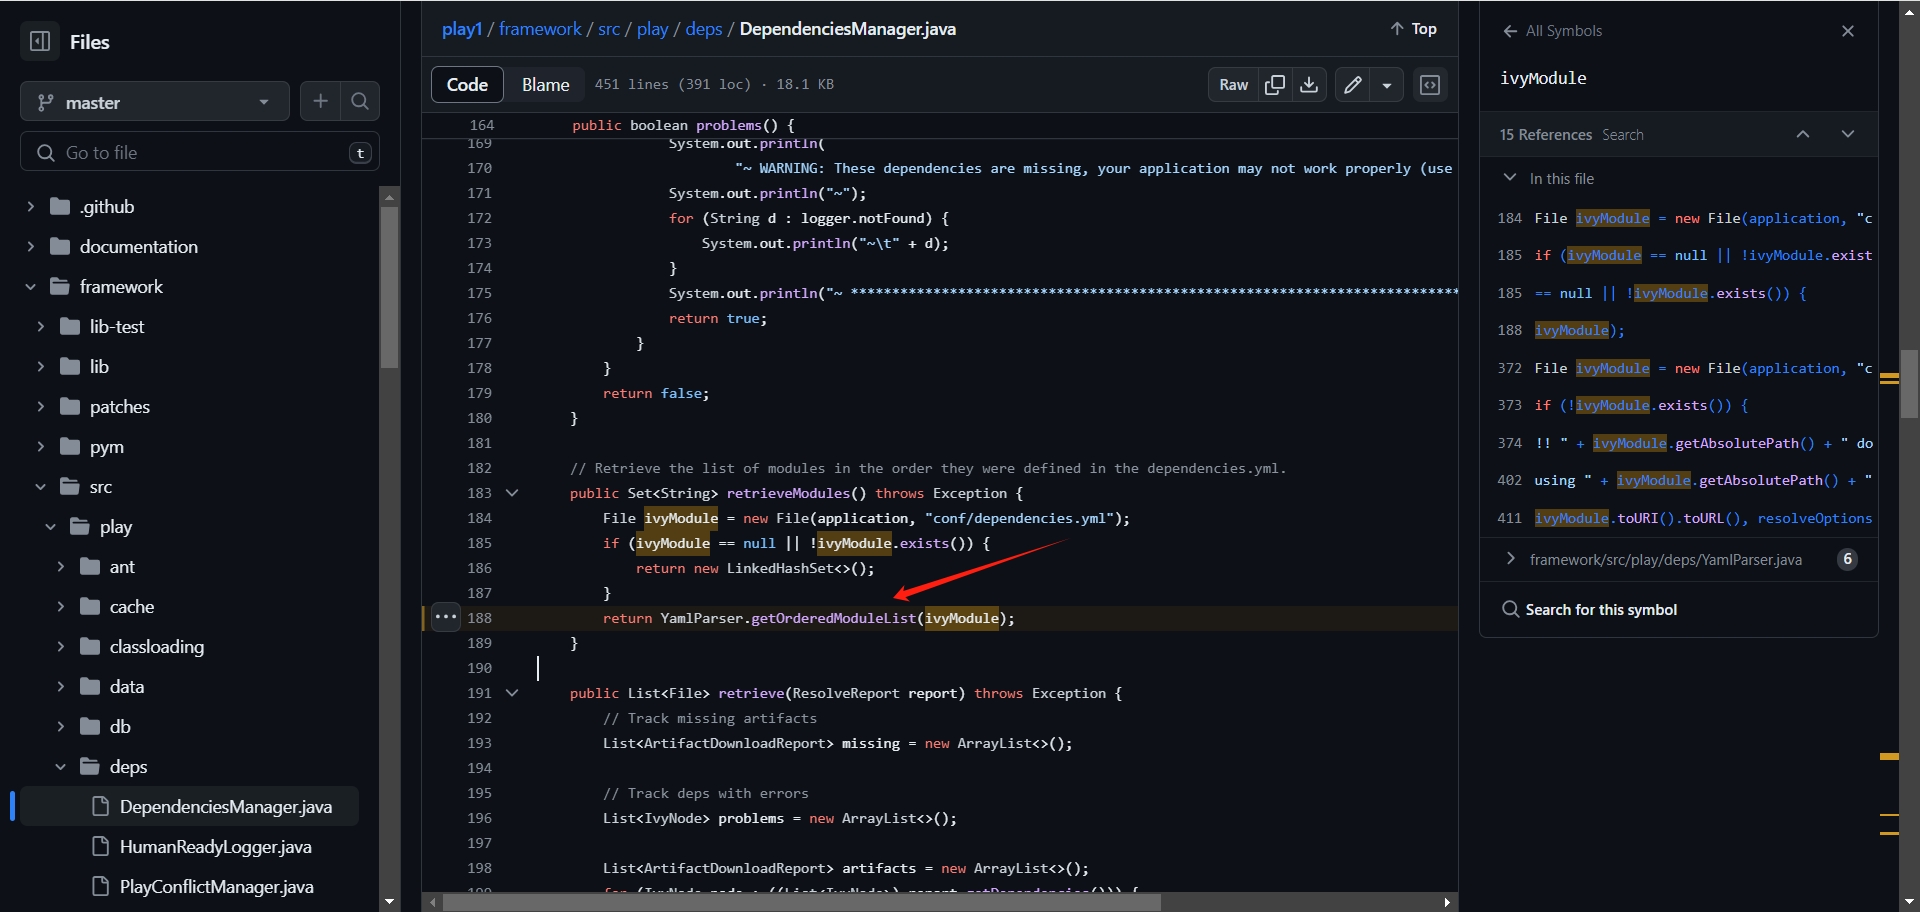 Files
master
Go to file
t
.github
documentation
framework
lib-test
lib
patches
pym
src
play
ant
cache
classloading
data
db
deps
DependenciesManager.java
HumanReadyLogger.java
PlayConflictManager.java
play1 / framework / src / play / deps / DependenciesManager.java
Top
Code Blame 451 lines (391 loc) · 18.1 KB
Raw
164 public boolean problems() {
169 System.out.println(
170 "~ WARNING: These dependencies are missing, your application may not work properly (use
171 System.out.println("~");
172 for (String d : logger.notFound) {
173 System.out.println("~\t" + d);
174 }
175 System.out.println("~ **************************************************************************
176 return true;
177 }
178 }
179 return false;
180 }
181
182 // Retrieve the list of modules in the order they were defined in the dependencies.yml.
183 public Set<String> retrieveModules() throws Exception {
184 File ivyModule = new File(application, "conf/dependencies.yml");
185 if (ivyModule == null || !ivyModule.exists()) {
186 return new LinkedHashSet<>();
187 }
188 return YamlParser.getOrderedModuleList(ivyModule);
189 }
190
191 public List<File> retrieve(ResolveReport report) throws Exception {
192 // Track missing artifacts
193 List<ArtifactDownloadReport> missing = new ArrayList<>();
194
195 // Track deps with errors
196 List<IvyNode> problems = new ArrayList<>();
197
198 List<ArtifactDownloadReport> artifacts = new ArrayList<>();
All Symbols
ivyModule
15 References Search
In this file
184 File ivyModule = new File(application, "c
185 if (ivyModule == null || !ivyModule.exist
185 == null || !ivyModule.exists()) {
188 ivyModule);
372 File ivyModule = new File(application, "c
373 if (!ivyModule.exists()) {
374 !! " + ivyModule.getAbsolutePath() + " do
402 using " + ivyModule.getAbsolutePath() + "
411 ivyModule.toURI().toURL(), resolveOptions
framework/src/play/deps/YamlParser.java 6
Search for this symbol